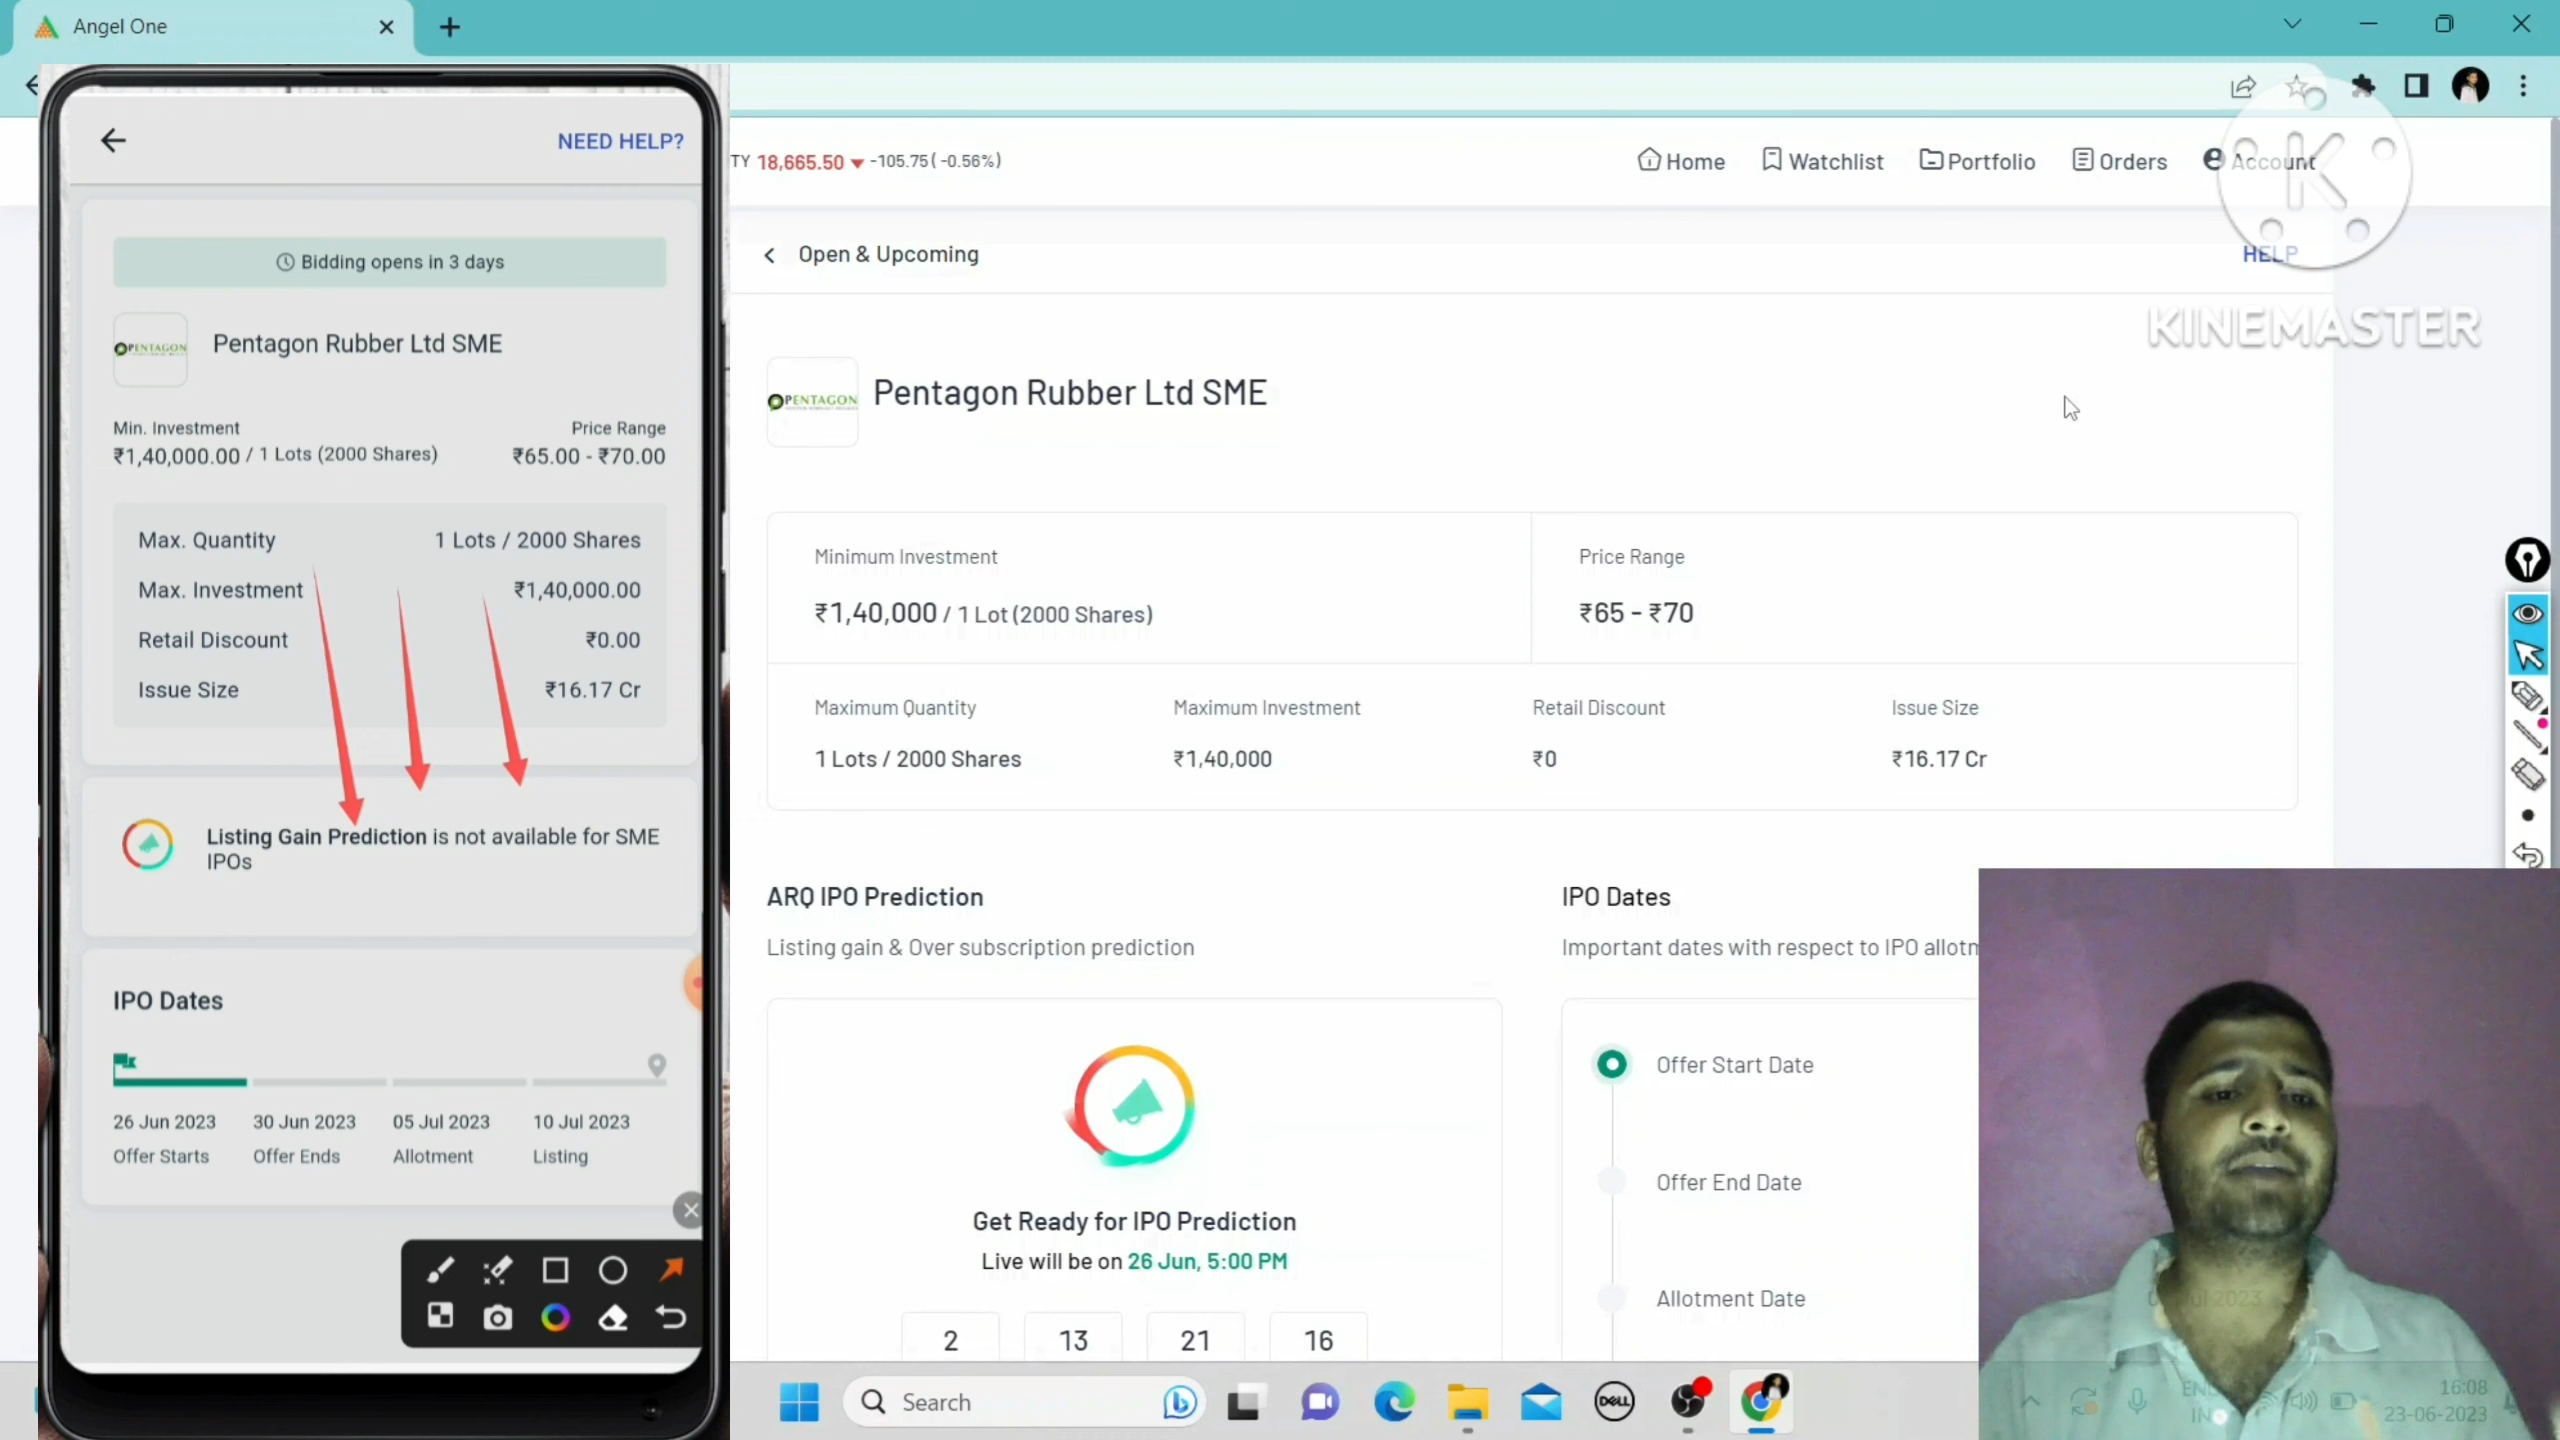 Angel One
NEED HELP?
TY 18,665.50 -105.75 ( -0.56%)
Home
Watchlist
Portfolio
Orders
Account
Bidding opens in 3 days
Open & Upcoming
HELP
KINEMASTER
PENTAGON
Pentagon Rubber Ltd SME
PENTAGON
Pentagon Rubber Ltd SME
Min. Investment
Price Range
₹1,40,000.00 / 1 Lots (2000 Shares)
₹65.00 - ₹70.00
Max. Quantity
1 Lots / 2000 Shares
Max. Investment
₹1,40,000.00
Retail Discount
₹0.00
Issue Size
₹16.17 Cr
Minimum Investment
₹1,40,000 / 1 Lot (2000 Shares)
Price Range
₹65 - ₹70
Maximum Quantity
1 Lots / 2000 Shares
Maximum Investment
₹1,40,000
Retail Discount
₹0
Issue Size
₹16.17 Cr
Listing Gain Prediction is not available for SME
IPOs
ARQ IPO Prediction
Listing gain & Over subscription prediction
IPO Dates
Important dates with respect to IPO allotm
IPO Dates
26 Jun 2023
Offer Starts
30 Jun 2023
Offer Ends
05 Jul 2023
Allotment
10 Jul 2023
Listing
Get Ready for IPO Prediction
Live will be on 26 Jun, 5:00 PM
2 13 21 16
Offer Start Date
Offer End Date
Allotment Date
Search
DELL
IN
16:08
23-06-2023